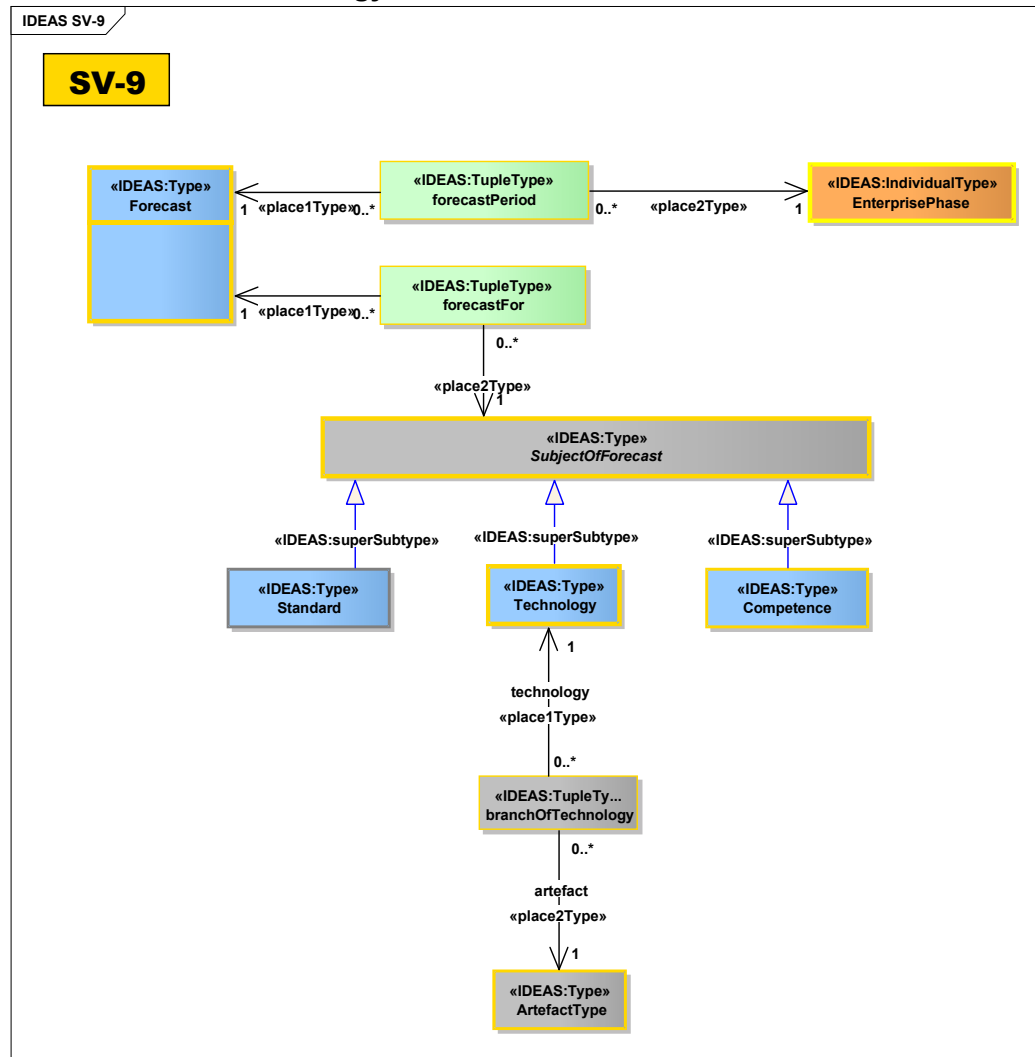 IDEAS SV-9
SV-9
«IDEAS:Type»
Forecast
«IDEAS:TupleType»
forecastPeriod
«IDEAS:IndividualType»
EnterprisePhase
1 «place1Type» 0..*
0..* «place2Type» 1
«IDEAS:TupleType»
forecastFor
1 «place1Type» 0..*
0..*
«place2Type»
1
«IDEAS:Type»
SubjectOfForecast
«IDEAS:superSubtype»
«IDEAS:superSubtype»
«IDEAS:superSubtype»
«IDEAS:Type»
Standard
«IDEAS:Type»
Technology
«IDEAS:Type»
Competence
1
technology
«place1Type»
0..*
«IDEAS:TupleTy...
branchOfTechnology
0..*
artefact
«place2Type»
1
«IDEAS:Type»
ArtefactType